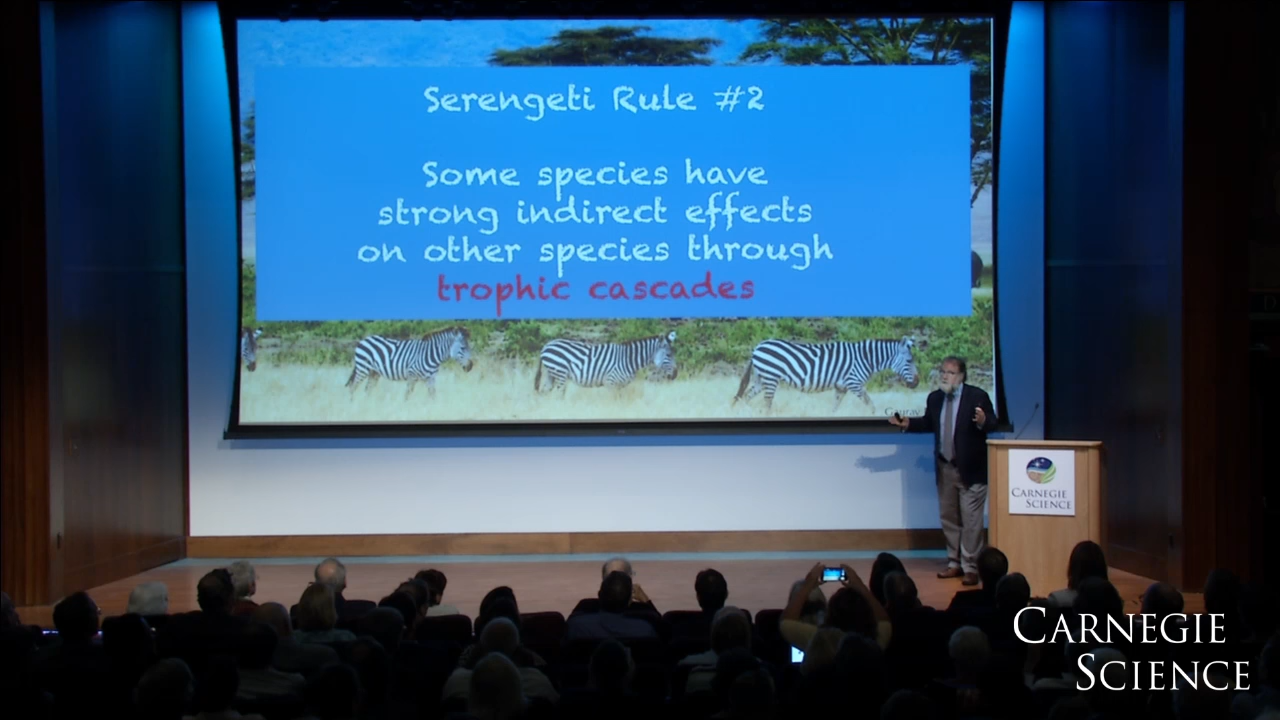 Serengeti Rule #2
Some species have
strong indirect effects
on other species through
trophic cascades
CARNEGIE
SCIENCE
CARNEGIE
SCIENCE